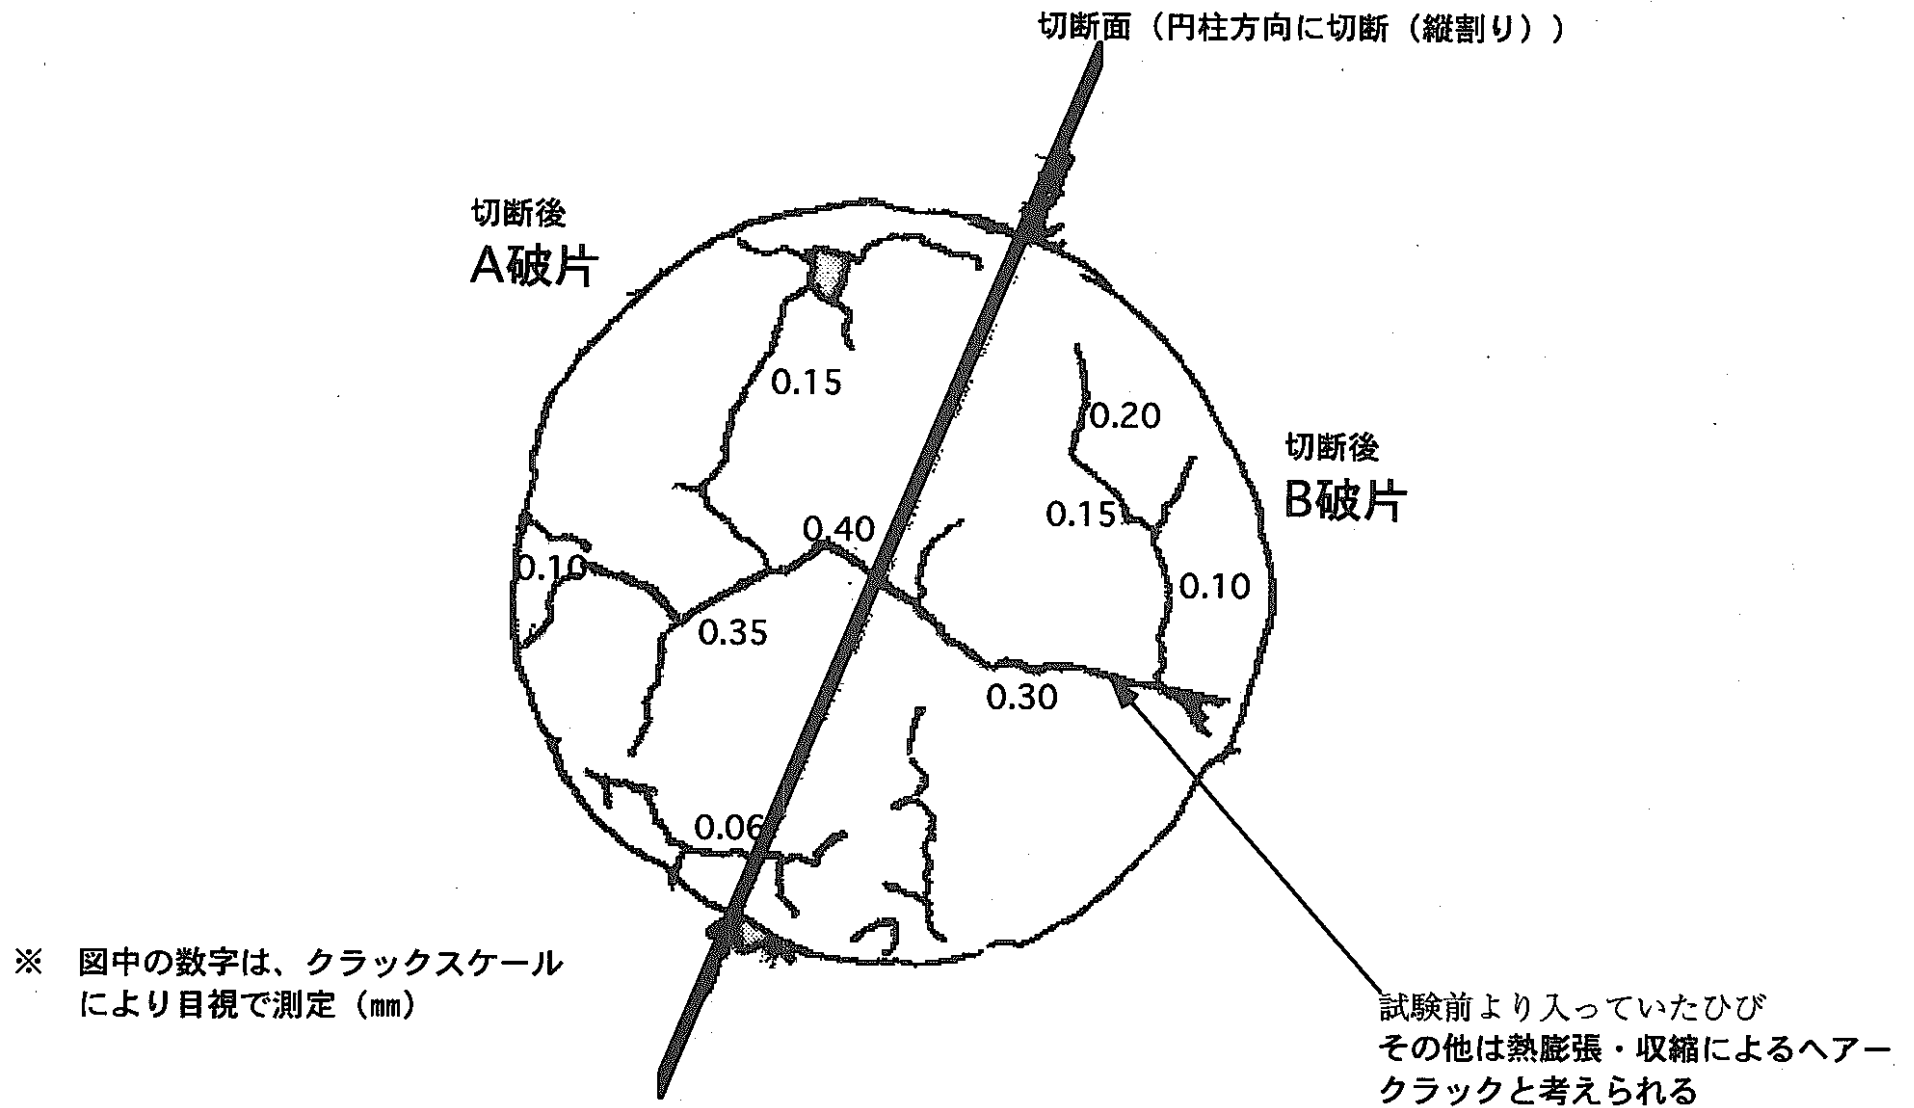 切断面（円柱方向に切断（縦割り））
切断後
A破片
0.15
0.20
切断後
B破片
0.15
0.40
0.10
0.10
0.35
0.30
0.06
※　図中の数字は、クラックスケール
により目視で測定（㎜）
試験前より入っていたひび
その他は熱膨張・収縮によるヘアー
クラックと考えられる